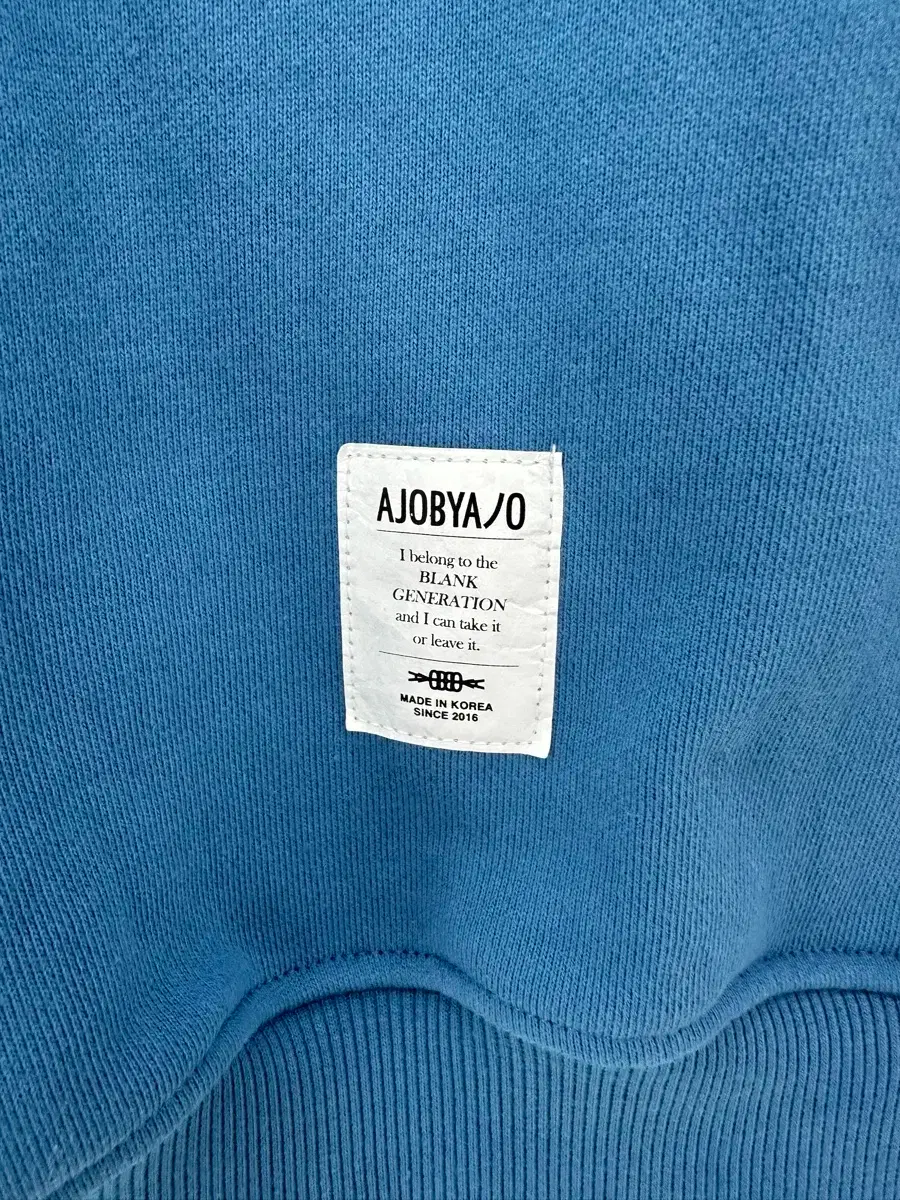 AJOBYAJO
I belong to the
BLANK
GENERATION
and I can take it
or leave it.
MADE IN KOREA
SINCE 2016